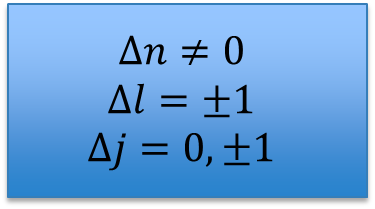 Δn ≠ 0
Δl = ±1
Δj = 0, ±1